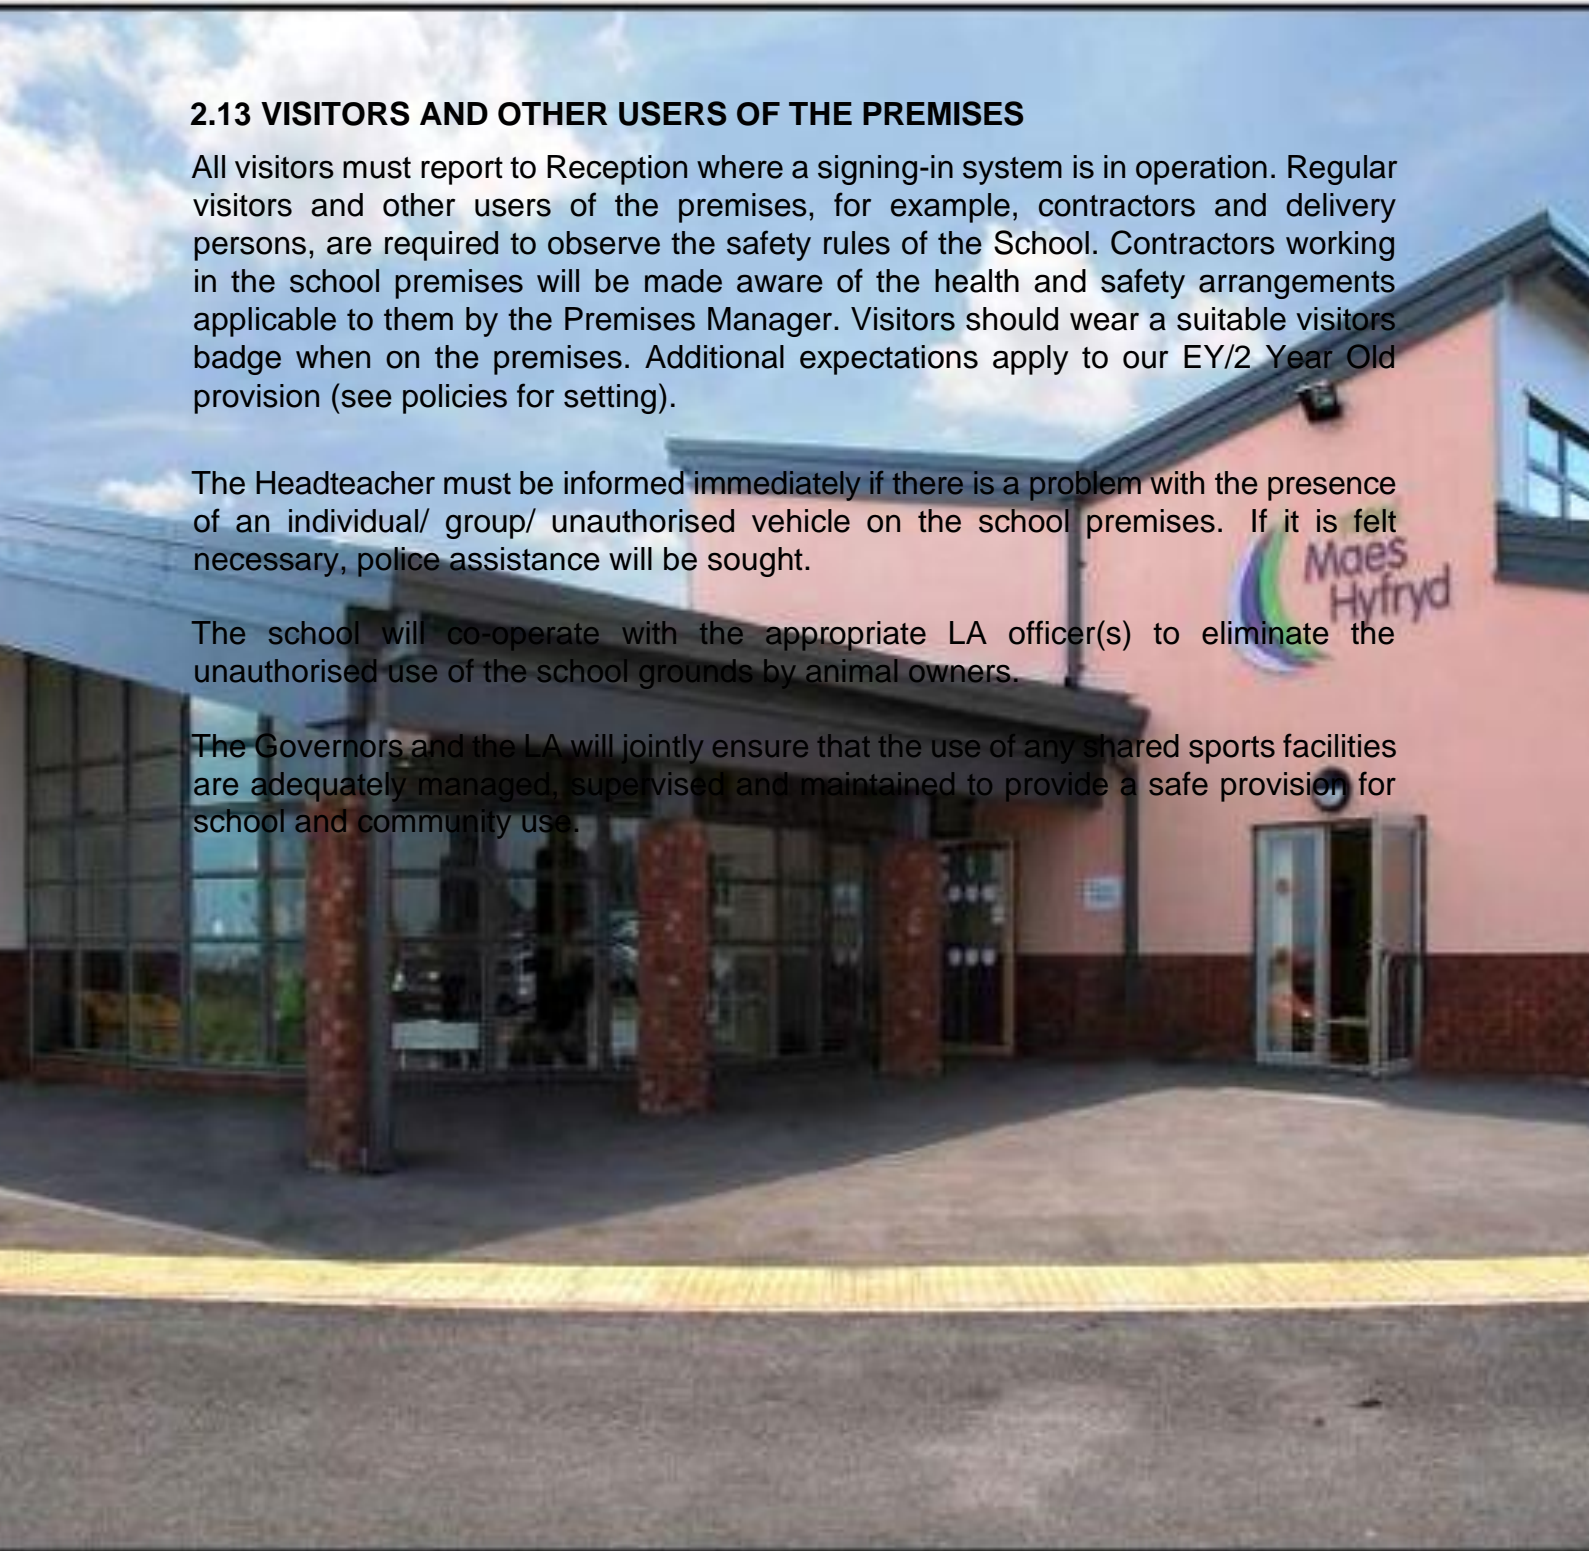 2.13 VISITORS AND OTHER USERS OF THE PREMISES
All visitors must report to Reception where a signing-in system is in operation. Regular
visitors and other users of the premises, for example, contractors and delivery
persons, are required to observe the safety rules of the School. Contractors working
in the school premises will be made aware of the health and safety arrangements
applicable to them by the Premises Manager. Visitors should wear a suitable visitors
badge when on the premises. Additional expectations apply to our EY/2 Year Old
provision (see policies for setting).
The Headteacher must be informed immediately if there is a problem with the presence
of an individual/ group/ unauthorised vehicle on the school premises. If it is felt
necessary, police assistance will be sought.
Maes
Hyfryd
The school will co-operate with the appropriate LA officer(s) to eliminate the
unauthorised use of the school grounds by animal owners.
The Governors and the LA will jointly ensure that the use of any shared sports facilities
are adequately managed, supervised and maintained to provide a safe provision for
school and community use.